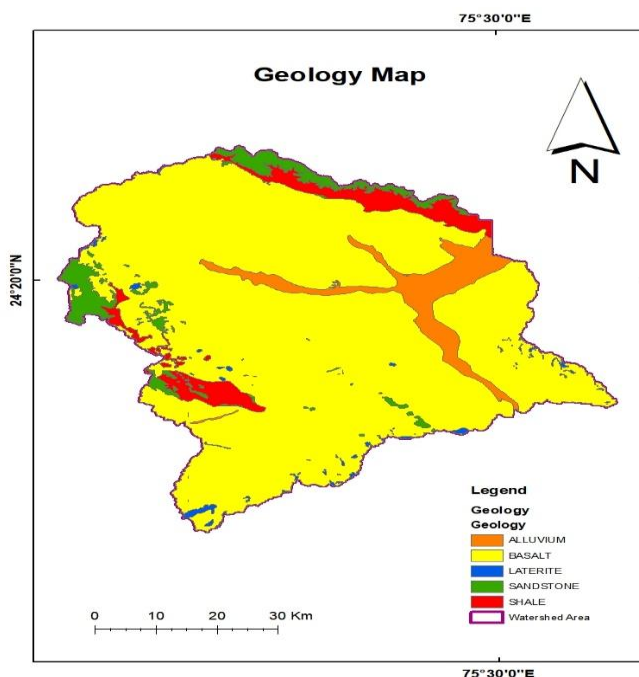 75°30'0"E
Geology Map
N
24°20'0"N
Legend
Geology
Geology
ALLUVIUM
BASALT
LATERITE
SANDSTONE
SHALE
Watershed Area
0 10 20 30 Km
75°30'0"E